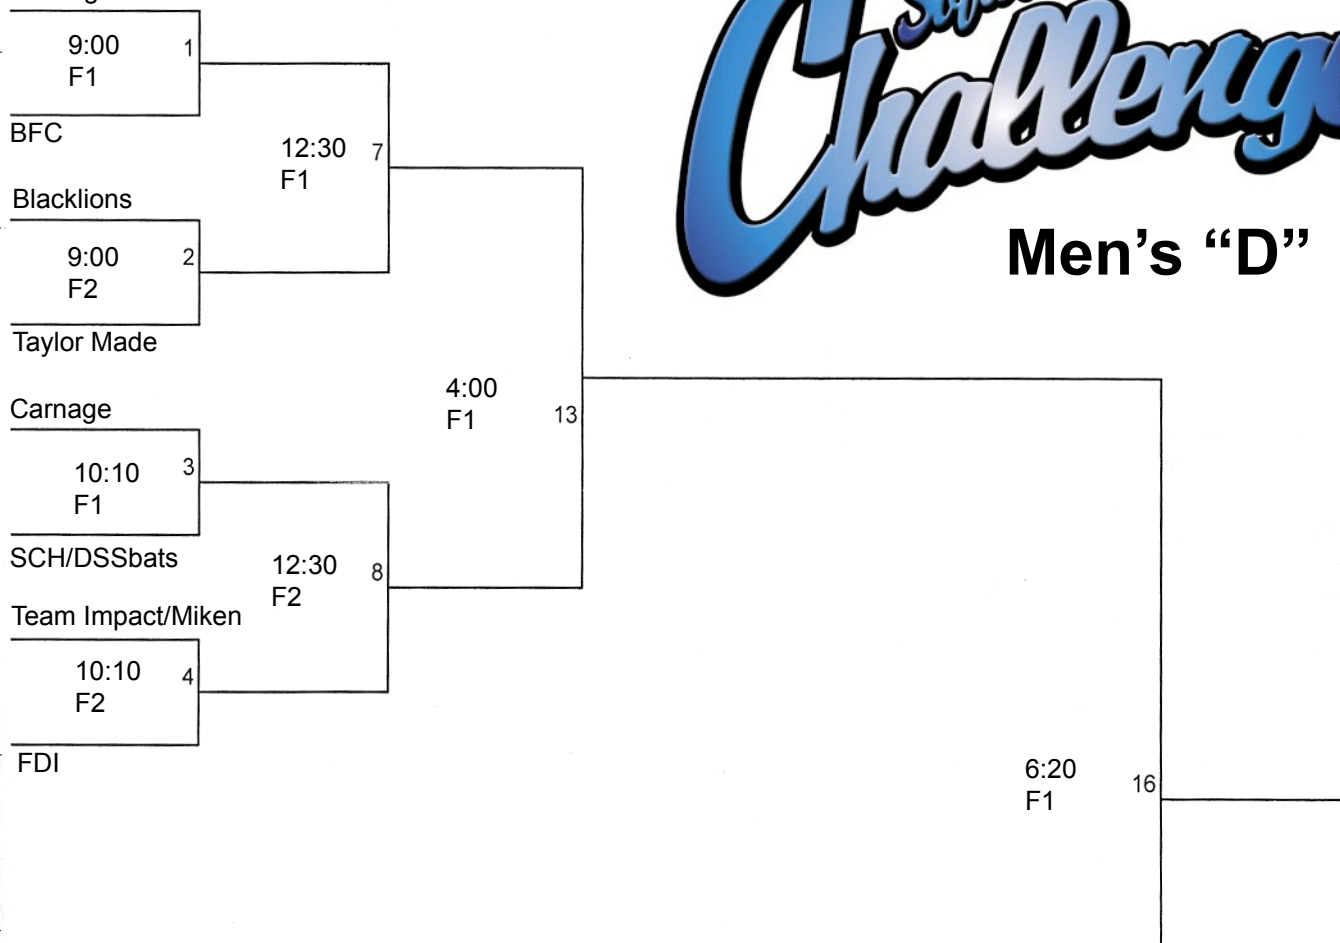 9:00
F1
1
BFC
12:30
F1
7
Blacklions
9:00
F2
2
Taylor Made
Challenge
Men’s “D”
4:00
F1
13
Carnage
10:10
F1
3
SCH/DSSbats
12:30
F2
8
Team Impact/Miken
10:10
F2
4
FDI
6:20
F1
16